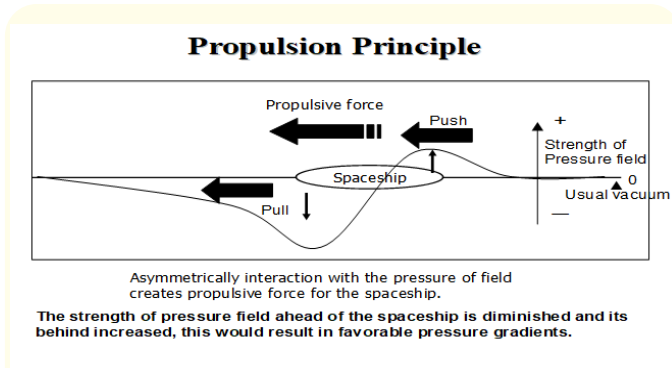 Propulsion Principle
Propulsive force
Push
+
Strength of
Pressure field
Spaceship
0
Usual vacuum
Pull
—
Asymmetrically interaction with the pressure of field
creates propulsive force for the spaceship.
The strength of pressure field ahead of the spaceship is diminished and its
behind increased, this would result in favorable pressure gradients.